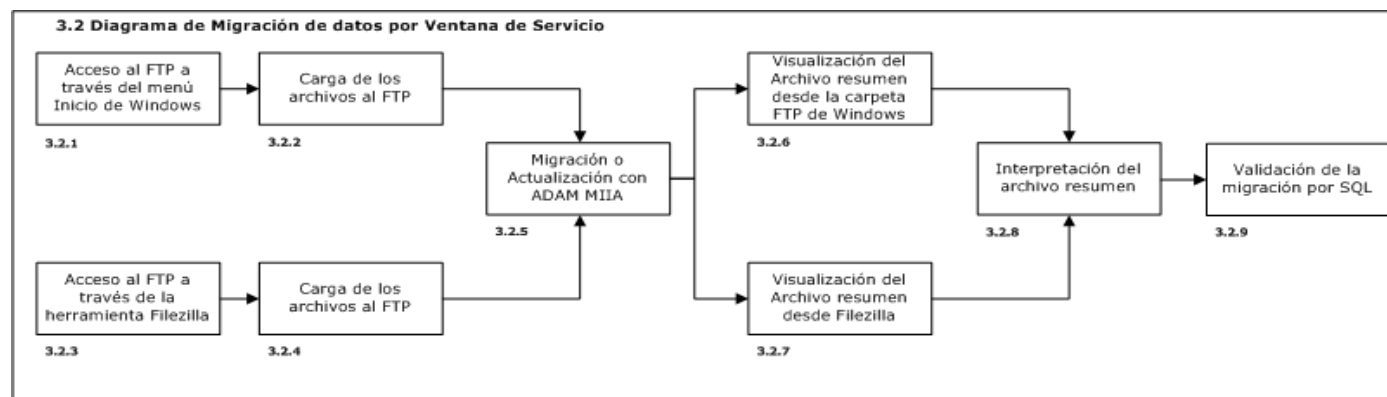 3.2 Diagrama de Migración de datos por Ventana de Servicio
Acceso al FTP a
través del menú
Inicio de Windows
3.2.1
Carga de los
archivos al FTP
3.2.2
Acceso al FTP a
través de la
herramienta Filezilla
3.2.3
Carga de los
archivos al FTP
3.2.4
Migración o
Actualización con
ADAM MIIA
3.2.5
Visualización del
Archivo resumen
desde la carpeta
FTP de Windows
3.2.6
Visualización del
Archivo resumen
desde Filezilla
3.2.7
Interpretación del
archivo resumen
3.2.8
Validación de la
migración por SQL
3.2.9